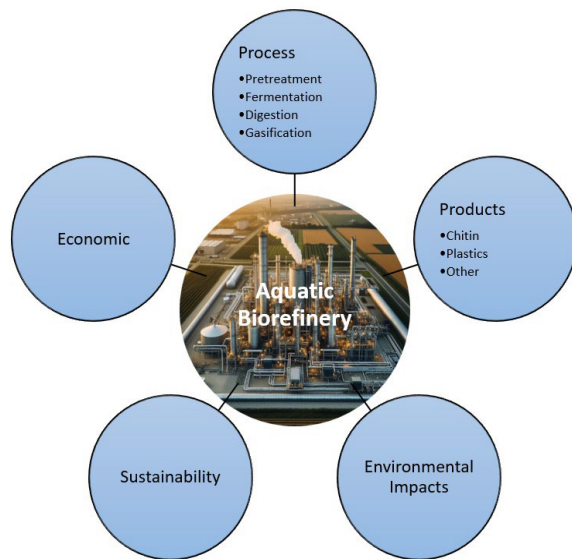 Process
•Pretreatment
•Fermentation
•Digestion
•Gasification
Economic
Products
•Chitin
•Plastics
•Other
Aquatic
Biorefinery
Sustainability
Environmental
Impacts